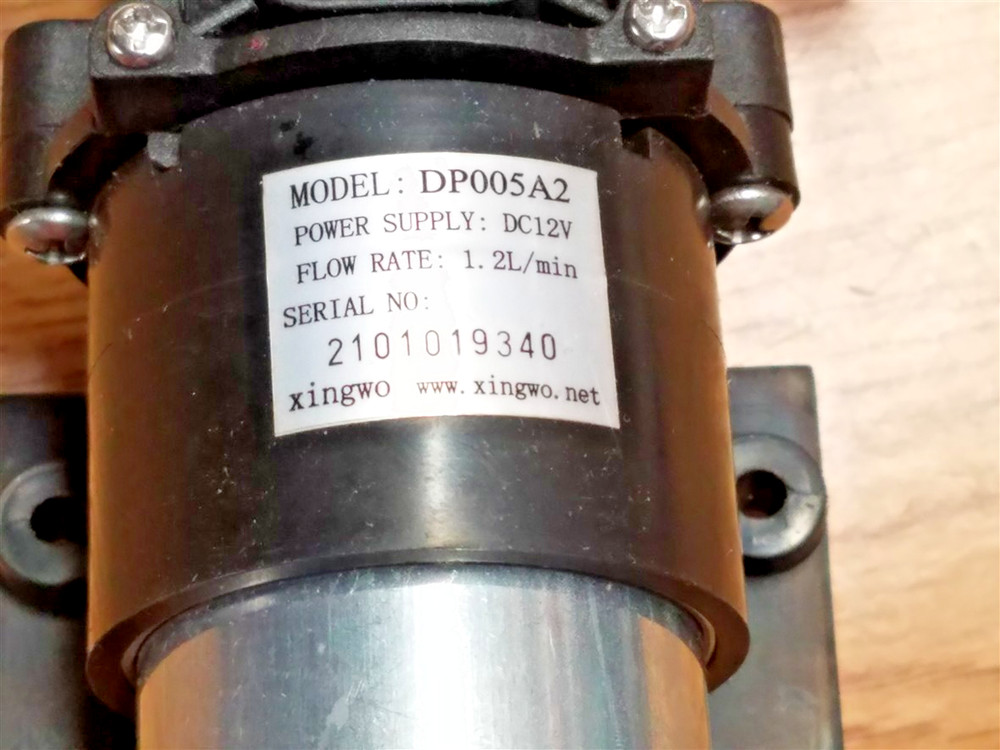 MODEL: DP005A2
POWER SUPPLY: DC12V
FLOW RATE: 1.2L/min
SERIAL NO:
2101019340
xingwo www.xingwo.net